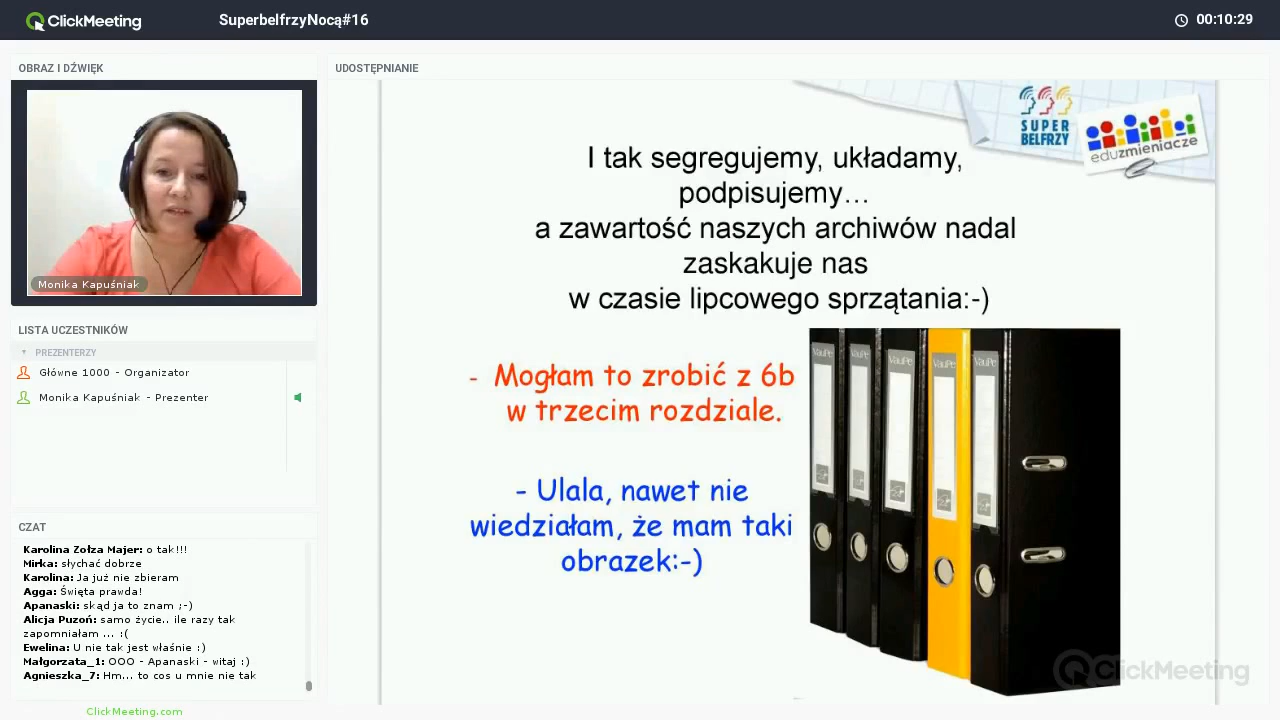 ClickMeeting
SuperbelfrzyNocą#16
00:10:29
OBRAZ I DŹWIĘK
Monika Kapuśniak
LISTA UCZESTNIKÓW
PREZENTERZY
Główne 1000 - Organizator
Monika Kapuśniak - Prezenter
CZAT
Karolina Zołza Majer: o tak!!!
Mirka: słychać dobrze
Karolina: Ja już nie zbieram
Agga: Święta prawda!
Apanaski: skąd ja to znam ;-)
Alicja Puzoń: samo życie.. ile razy tak
zapomniałam ... :(
Ewelina: U nie tak jest właśnie :)
Małgorzata_1: OOO - Apanaski - witaj :)
Agnieszka_7: Hm... to cos u mnie nie tak
ClickMeeting.com
UDOSTĘPNIANIE
SUPER
BELFRZY
eduzmieniacze
I tak segregujemy, układamy,
podpisujemy…
a zawartość naszych archiwów nadal
zaskakuje nas
w czasie lipcowego sprzątania:-)
- Mogłam to zrobić z 6b
w trzecim rozdziale.
- Ulala, nawet nie
wiedziałam, że mam taki
obrazek:-)
VauPe
VauPe
VauPe
VauPe
VauPe
ClickMeeting